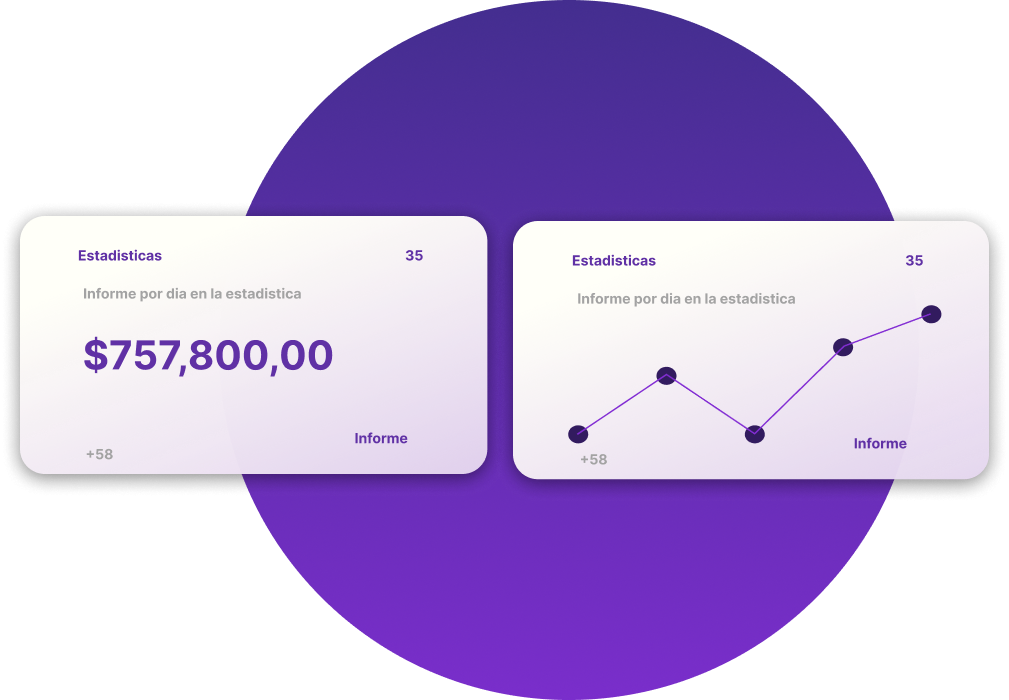 Estadisticas 35
Informe por dia en la estadistica
$757,800,00
Informe
+58
Estadisticas 35
Informe por dia en la estadistica
Informe
+58